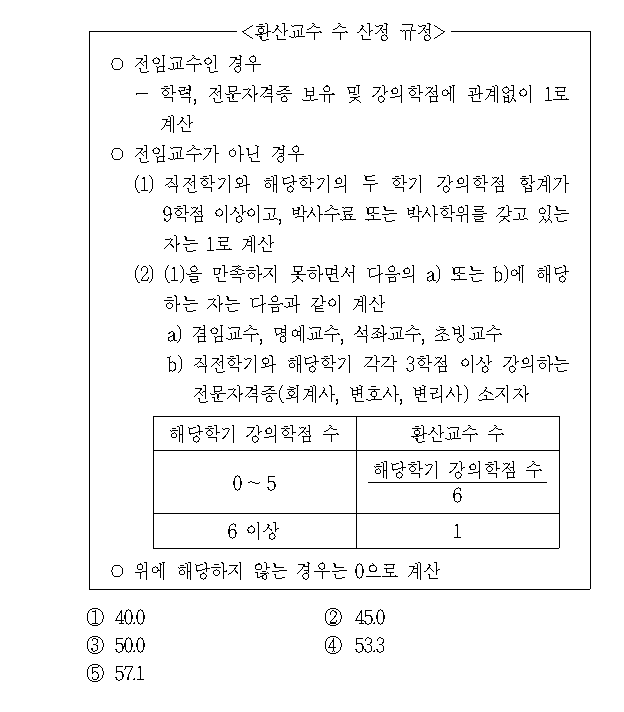 <환산교수 수 산정 규정>
○ 전임교수인 경우
－ 학력, 전문자격증 보유 및 강의학점에 관계없이 1로
계산
○ 전임교수가 아닌 경우
(1) 직전학기와 해당학기의 두 학기 강의학점 합계가
9학점 이상이고, 박사수료 또는 박사학위를 갖고 있는
자는 1로 계산
(2) (1)을 만족하지 못하면서 다음의 a) 또는 b)에 해당
하는 자는 다음과 같이 계산
a) 겸임교수, 명예교수, 석좌교수, 초빙교수
b) 직전학기와 해당학기 각각 3학점 이상 강의하는
전문자격증(회계사, 변호사, 변리사) 소지자
해당학기 강의학점 수 환산교수 수
0～5 해당학기 강의학점 수
6
6 이상 1
○ 위에 해당하지 않는 경우는 0으로 계산
① 40.0 ② 45.0
③ 50.0 ④ 53.3
⑤ 57.1